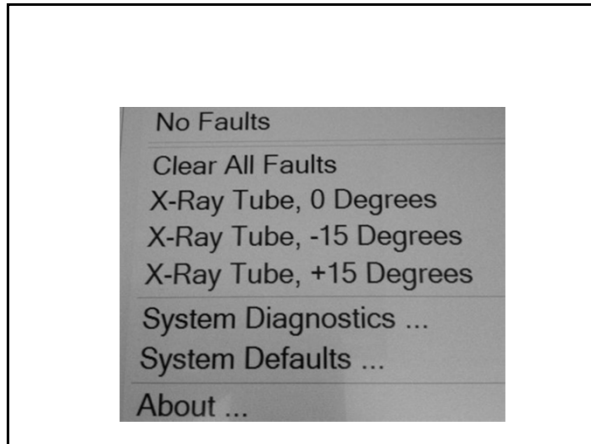 No Faults
Clear All Faults
X-Ray Tube, 0 Degrees
X-Ray Tube, -15 Degrees
X-Ray Tube, +15 Degrees
System Diagnostics ...
System Defaults ...
About ...